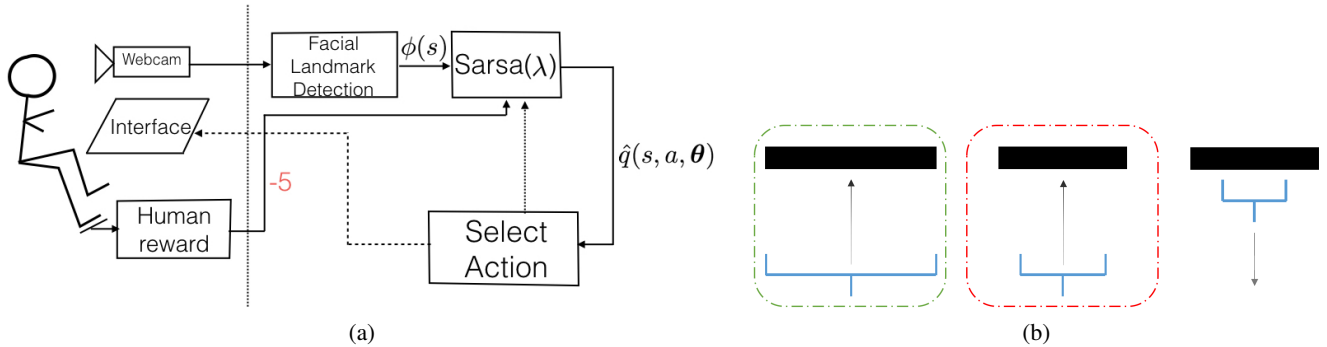 Webcam
Facial
Landmark
Detection
ϕ(s)
Sarsa(λ)
Interface
q̂(s, a, θ)
-5
Human
reward
Select
Action
(a)
(b)